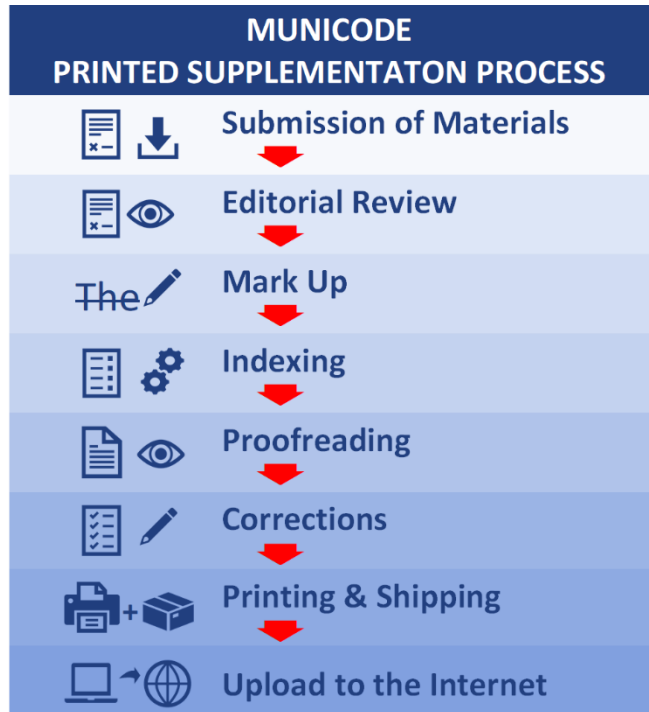 MUNICODE
PRINTED SUPPLEMENTATON PROCESS
Submission of Materials
Editorial Review
The
Mark Up
Indexing
Proofreading
Corrections
+
Printing & Shipping
Upload to the Internet